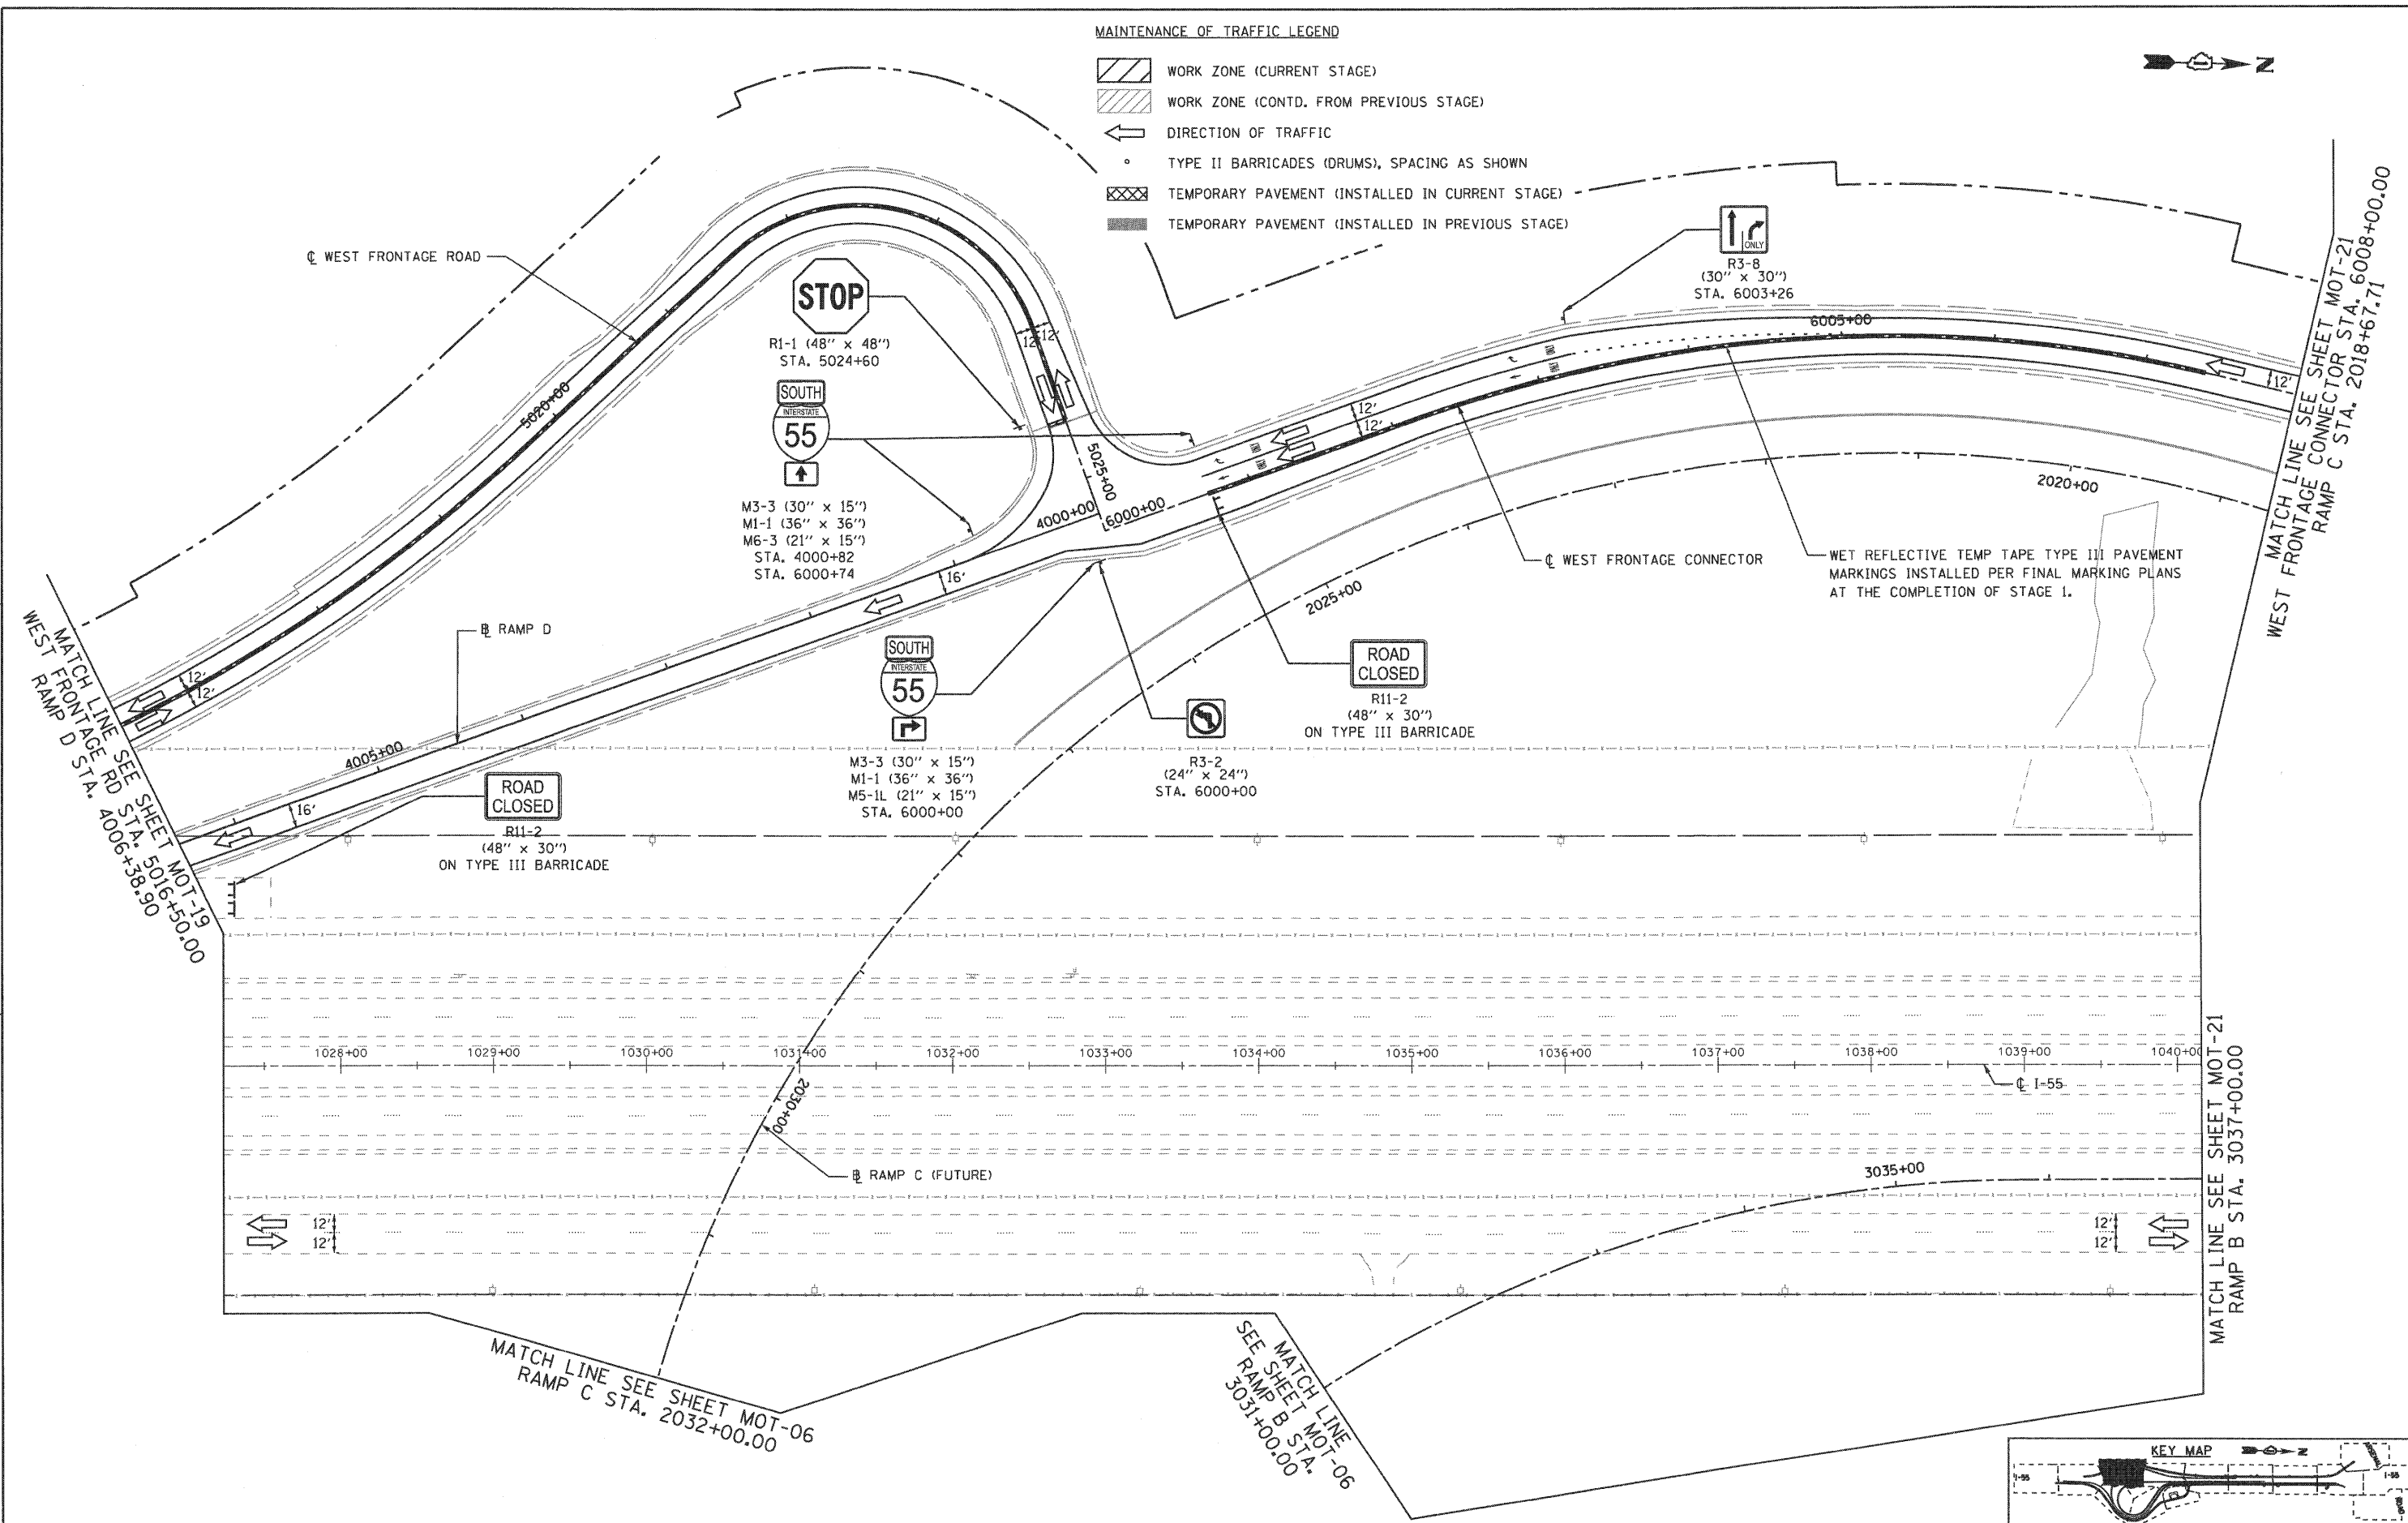 MAINTENANCE OF TRAFFIC LEGEND
WORK ZONE (CURRENT STAGE)
WORK ZONE (CONTD. FROM PREVIOUS STAGE)
DIRECTION OF TRAFFIC
TYPE II BARRICADES (DRUMS), SPACING AS SHOWN
TEMPORARY PAVEMENT (INSTALLED IN CURRENT STAGE)
TEMPORARY PAVEMENT (INSTALLED IN PREVIOUS STAGE)
N
℄ WEST FRONTAGE ROAD
STOP
R1-1 (48'' x 48'')
STA. 5024+60
SOUTH
INTERSTATE
55
M3-3 (30'' x 15'')
M1-1 (36'' x 36'')
M6-3 (21'' x 15'')
STA. 4000+82
STA. 6000+74
ONLY
R3-8
(30'' x 30'')
STA. 6003+26
6005+00
12'
12'
12'
12'
12'
5020+00
5025+00
4000+00
6000+00
16'
2020+00
2025+00
MATCH LINE SEE SHEET MOT-21
WEST FRONTAGE CONNECTOR STA. 6008+00.00
RAMP C STA. 2018+67.71
℄ WEST FRONTAGE CONNECTOR
WET REFLECTIVE TEMP TAPE TYPE III PAVEMENT
MARKINGS INSTALLED PER FINAL MARKING PLANS
AT THE COMPLETION OF STAGE 1.
B RAMP D
SOUTH
INTERSTATE
55
M3-3 (30'' x 15'')
M1-1 (36'' x 36'')
M5-1L (21'' x 15'')
STA. 6000+00
R3-2
(24'' x 24'')
STA. 6000+00
ROAD
CLOSED
R11-2
(48'' x 30'')
ON TYPE III BARRICADE
12'
12'
4005+00
16'
ROAD
CLOSED
R11-2
(48'' x 30'')
ON TYPE III BARRICADE
MATCH LINE SEE SHEET MOT-19
WEST FRONTAGE RD STA. 5016+50.00
RAMP D STA. 4006+38.90
1028+00
1029+00
1030+00
1031+00
1032+00
1033+00
1034+00
1035+00
1036+00
1037+00
1038+00
1039+00
1040+00
℄ I-55
2030+00
B RAMP C (FUTURE)
3035+00
12'
12'
12'
12'
MATCH LINE SEE SHEET MOT-21
RAMP B STA. 3037+00.00
MATCH LINE SEE SHEET MOT-06
RAMP C STA. 2032+00.00
MATCH LINE
SEE SHEET MOT-06
RAMP B STA.
3031+00.00
KEY MAP
N
I-55
I-55